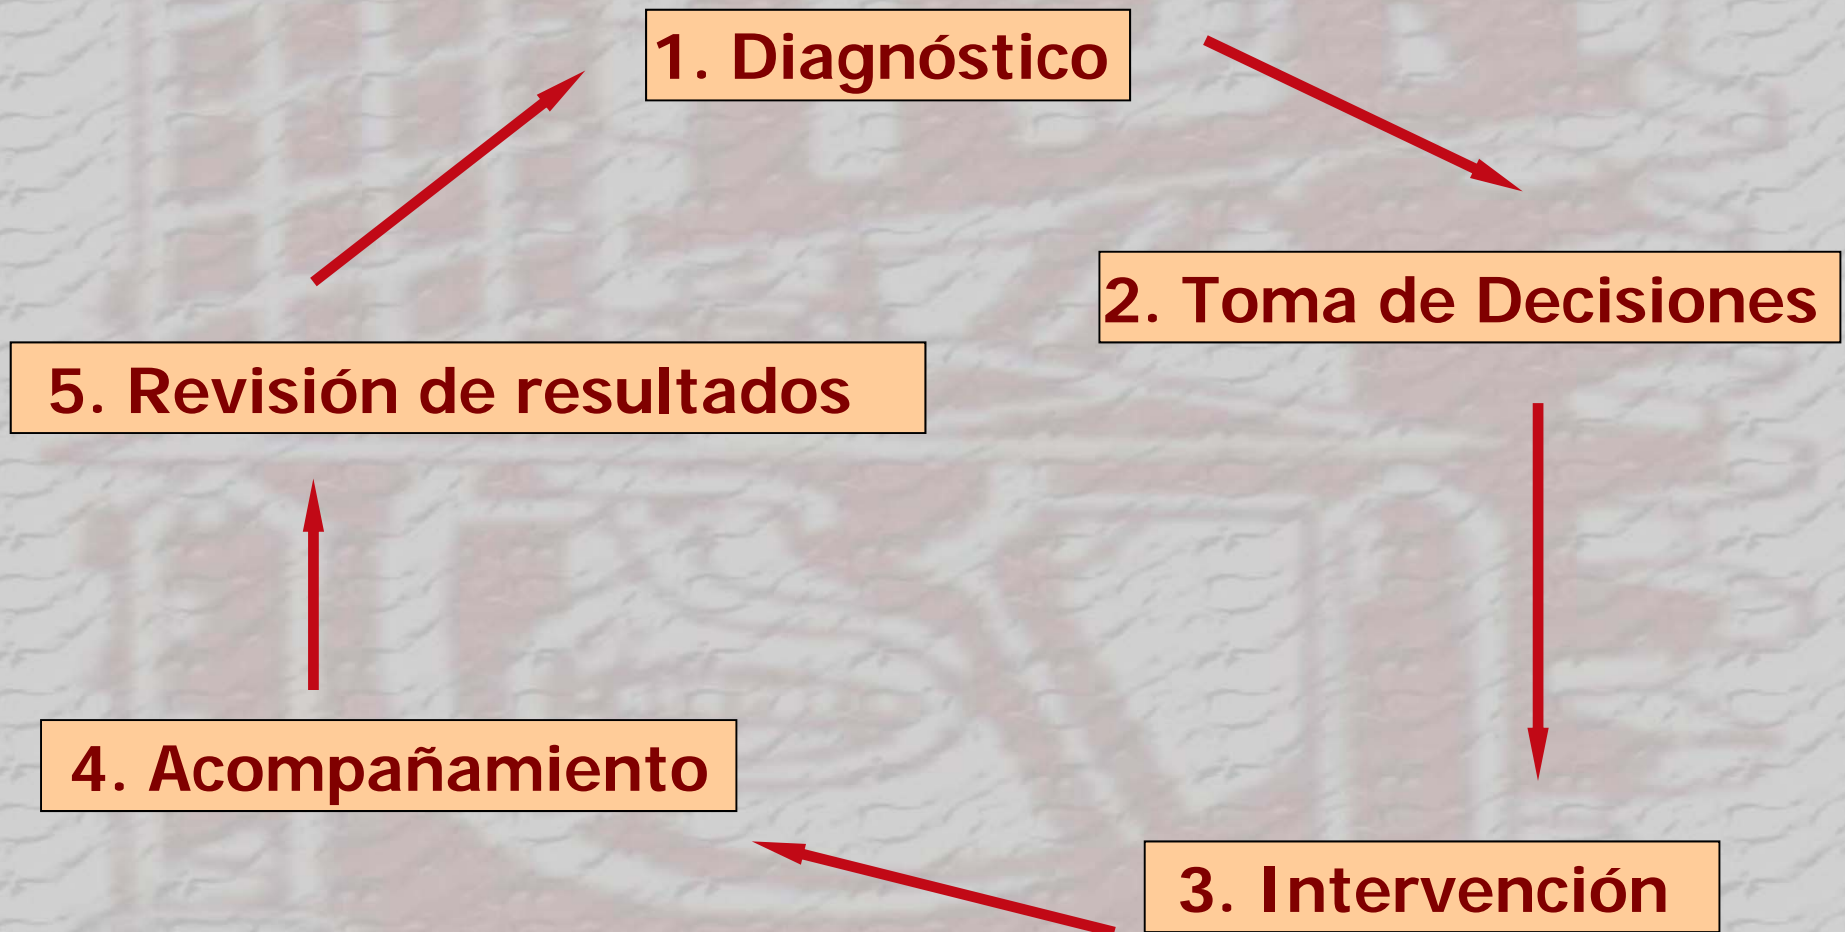 1. Diagnóstico
2. Toma de Decisiones
5. Revisión de resultados
4. Acompañamiento
3. Intervención